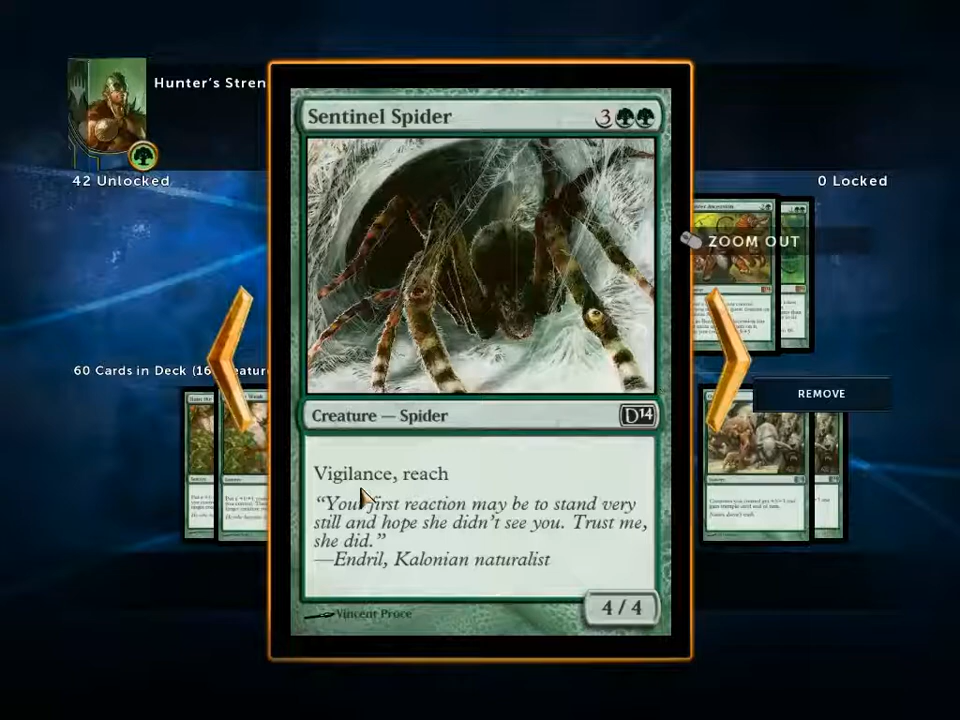 Hunter's Stren
42 Unlocked
0 Locked
ZOOM OUT
60 Cards in Deck (16
REMOVE
Sentinel Spider
3
Creature — Spider
D14
Vigilance, reach
"Your first reaction may be to stand very
still and hope she didn't see you. Trust me,
she did."
—Endril, Kalonian naturalist
Vincent Proce
4 / 4